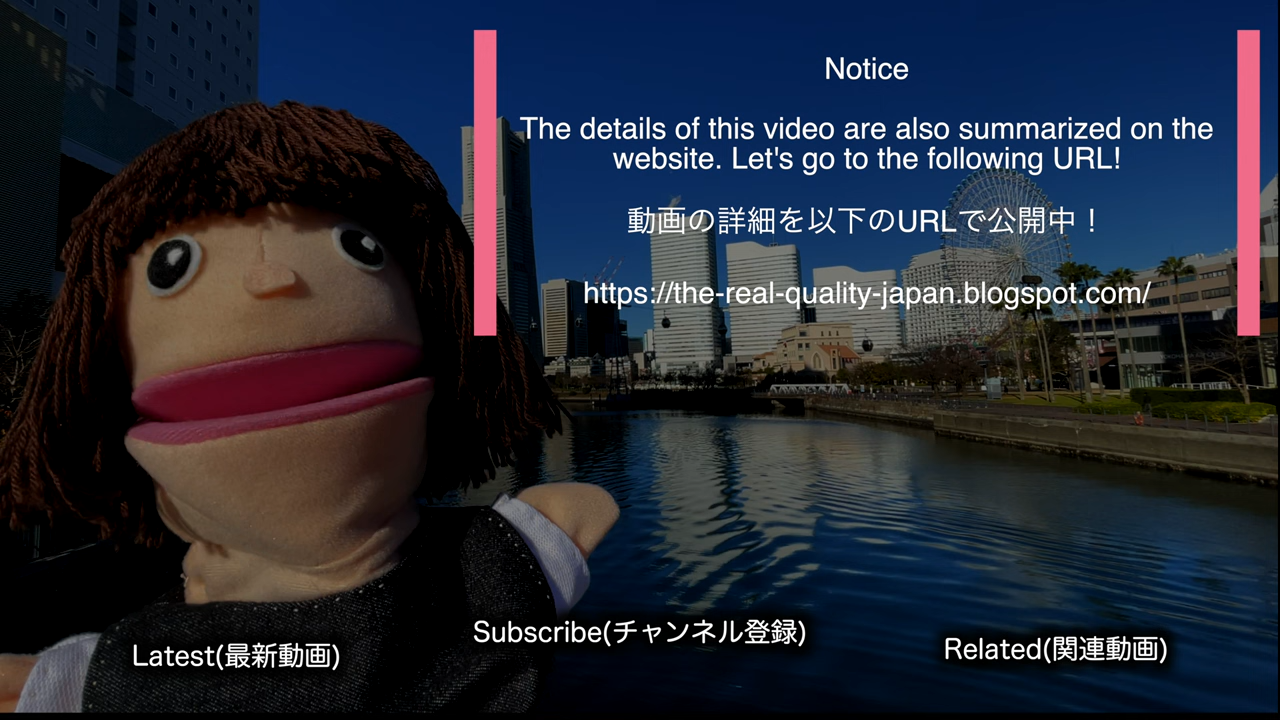 Notice
The details of this video are also summarized on the
website. Let's go to the following URL!
動画の詳細を以下のURLで公開中！
https://the-real-quality-japan.blogspot.com/
Subscribe(チャンネル登録)
Latest(最新動画)
Related(関連動画)